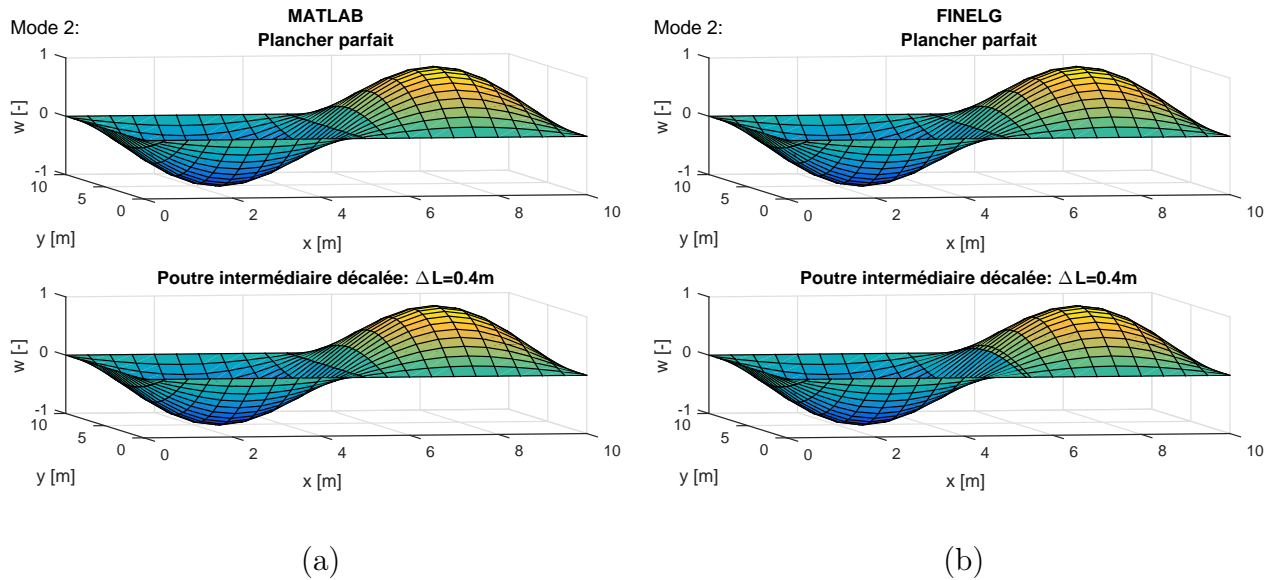 Mode 2:
MATLAB
Plancher parfait
1
0
-1
w [-]
10
5
0
y [m]
0
2
4
6
8
10
x [m]
Mode 2:
FINELG
Plancher parfait
1
0
-1
w [-]
10
5
0
y [m]
0
2
4
6
8
10
x [m]
Poutre intermédiaire décalée: Δ L=0.4m
1
0
-1
w [-]
10
5
0
y [m]
0
2
4
6
8
10
x [m]
Poutre intermédiaire décalée: Δ L=0.4m
1
0
-1
w [-]
10
5
0
y [m]
0
2
4
6
8
10
x [m]
(a)
(b)